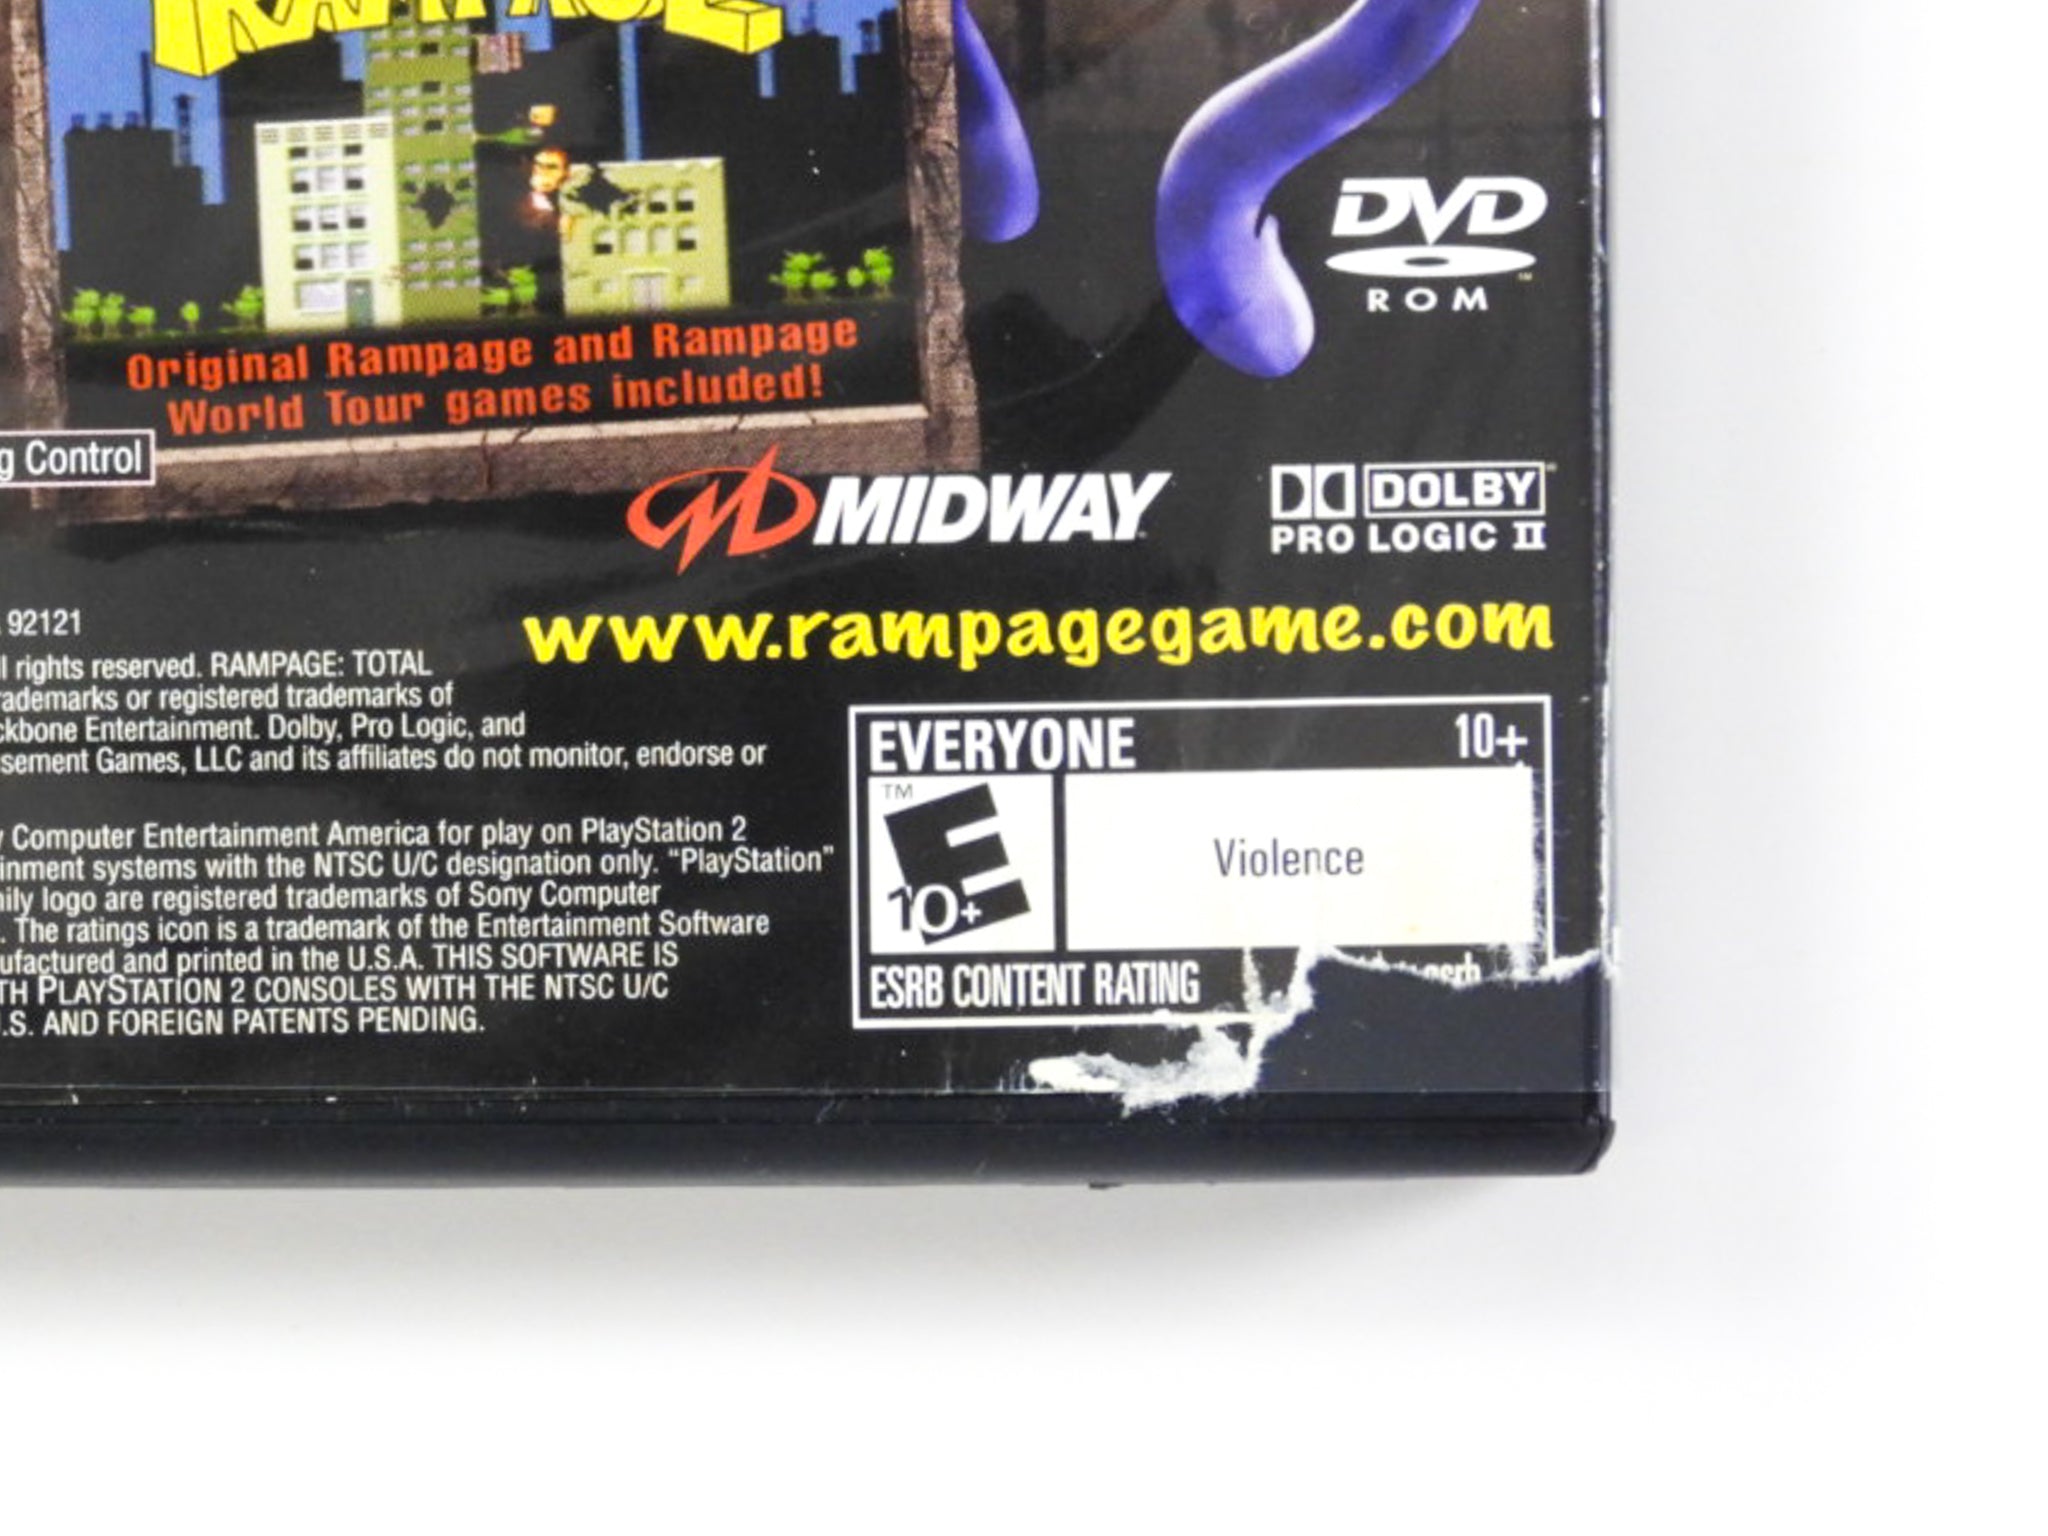 RAMPAGE
Original Rampage and Rampage
World Tour games included!
DVD
ROM
g Control
MIDWAY
DOLBY
PRO LOGIC II
www.rampagegame.com
92121
ll rights reserved. RAMPAGE: TOTAL
rademarks or registered trademarks of
ckbone Entertainment. Dolby, Pro Logic, and
sement Games, LLC and its affiliates do not monitor, endorse or
y Computer Entertainment America for play on PlayStation 2
inment systems with the NTSC U/C designation only. “PlayStation”
mily logo are registered trademarks of Sony Computer
. The ratings icon is a trademark of the Entertainment Software
ufactured and printed in the U.S.A. THIS SOFTWARE IS
TH PLAYSTATION 2 CONSOLES WITH THE NTSC U/C
.S. AND FOREIGN PATENTS PENDING.
EVERYONE 10+
TM
E
10+
Violence
ESRB CONTENT RATING